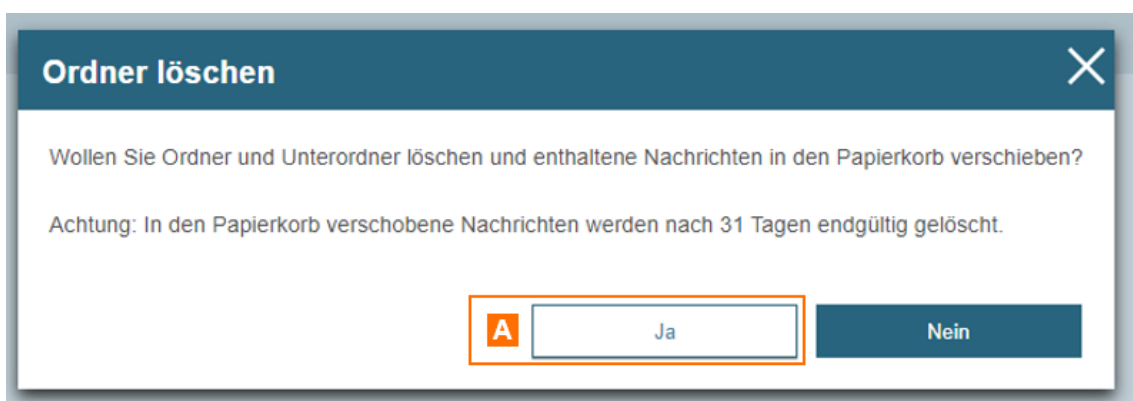 Ordner löschen
Wollen Sie Ordner und Unterordner löschen und enthaltene Nachrichten in den Papierkorb verschieben?
Achtung: In den Papierkorb verschobene Nachrichten werden nach 31 Tagen endgültig gelöscht.
A Ja Nein